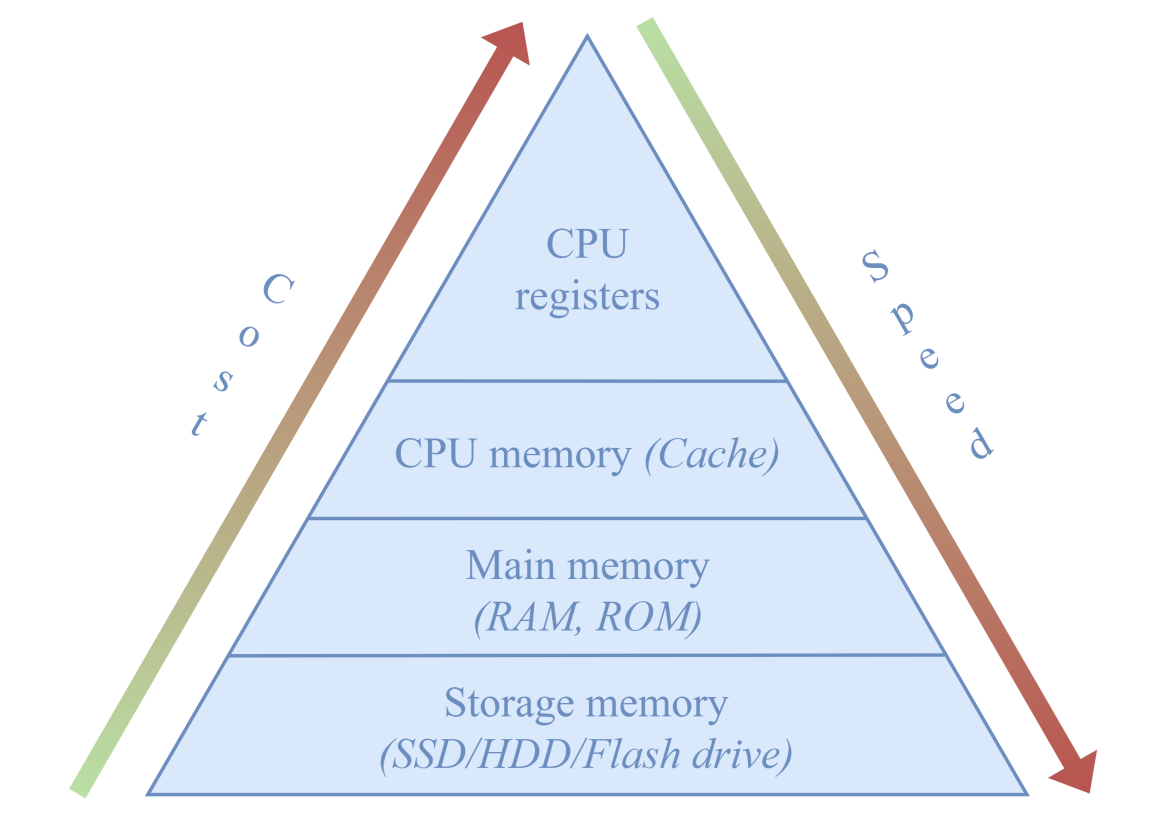 Cost
Speed
CPU
registers
CPU memory (Cache)
Main memory
(RAM, ROM)
Storage memory
(SSD/HDD/Flash drive)